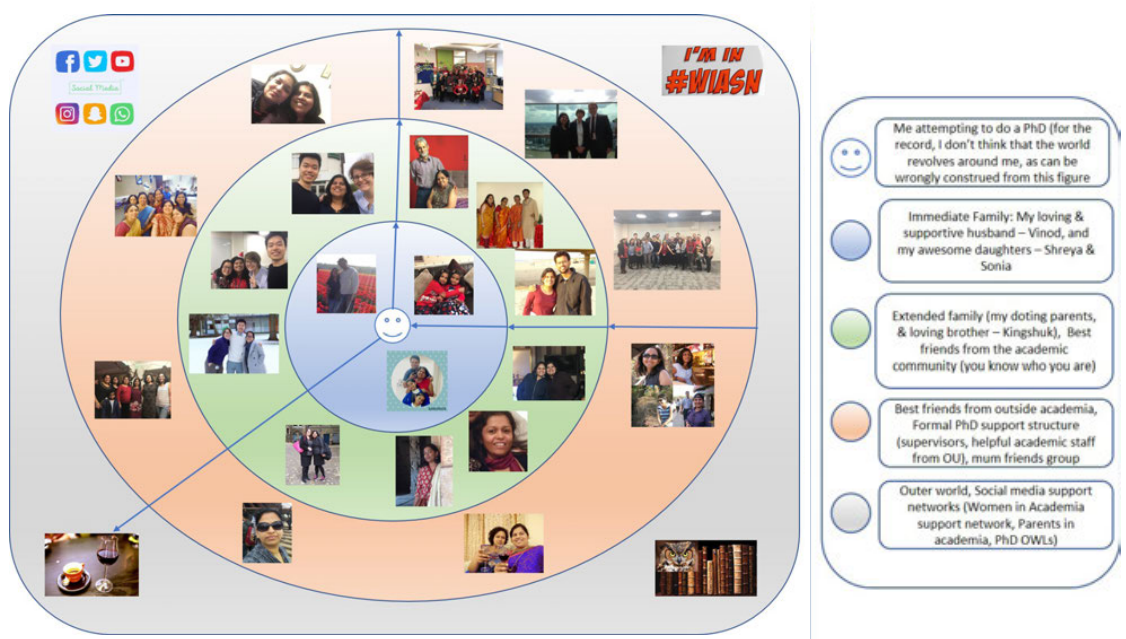 Social Media
I'M IN
#WIASN
Me attempting to do a PhD (for the
record, I don't think that the world
revolves around me, as can be
wrongly construed from this figure
Immediate Family: My loving &
supportive husband – Vinod, and
my awesome daughters – Shreya &
Sonia
Extended family (my doting parents,
& loving brother – Kingshuk), Best
friends from the academic
community (you know who you are)
Best friends from outside academia,
Formal PhD support structure
(supervisors, helpful academic staff
from OU), mum friends group
Outer world, Social media support
networks (Women in Academia
support network, Parents in
academia, PhD OWLs)